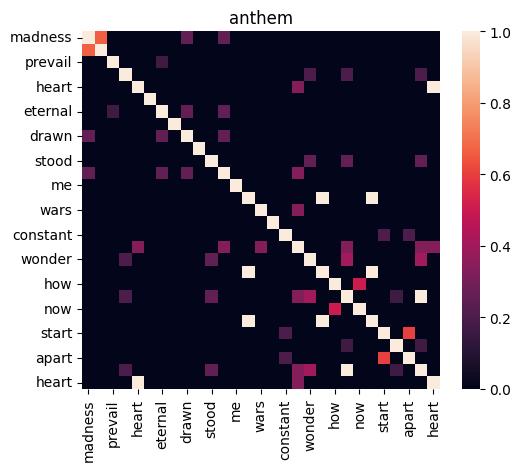 anthem
madness
prevail
heart
eternal
drawn
stood
me
wars
constant
wonder
how
now
start
apart
heart
madness
prevail
heart
eternal
drawn
stood
me
wars
constant
wonder
how
now
start
apart
heart
1.0
0.8
0.6
0.4
0.2
0.0